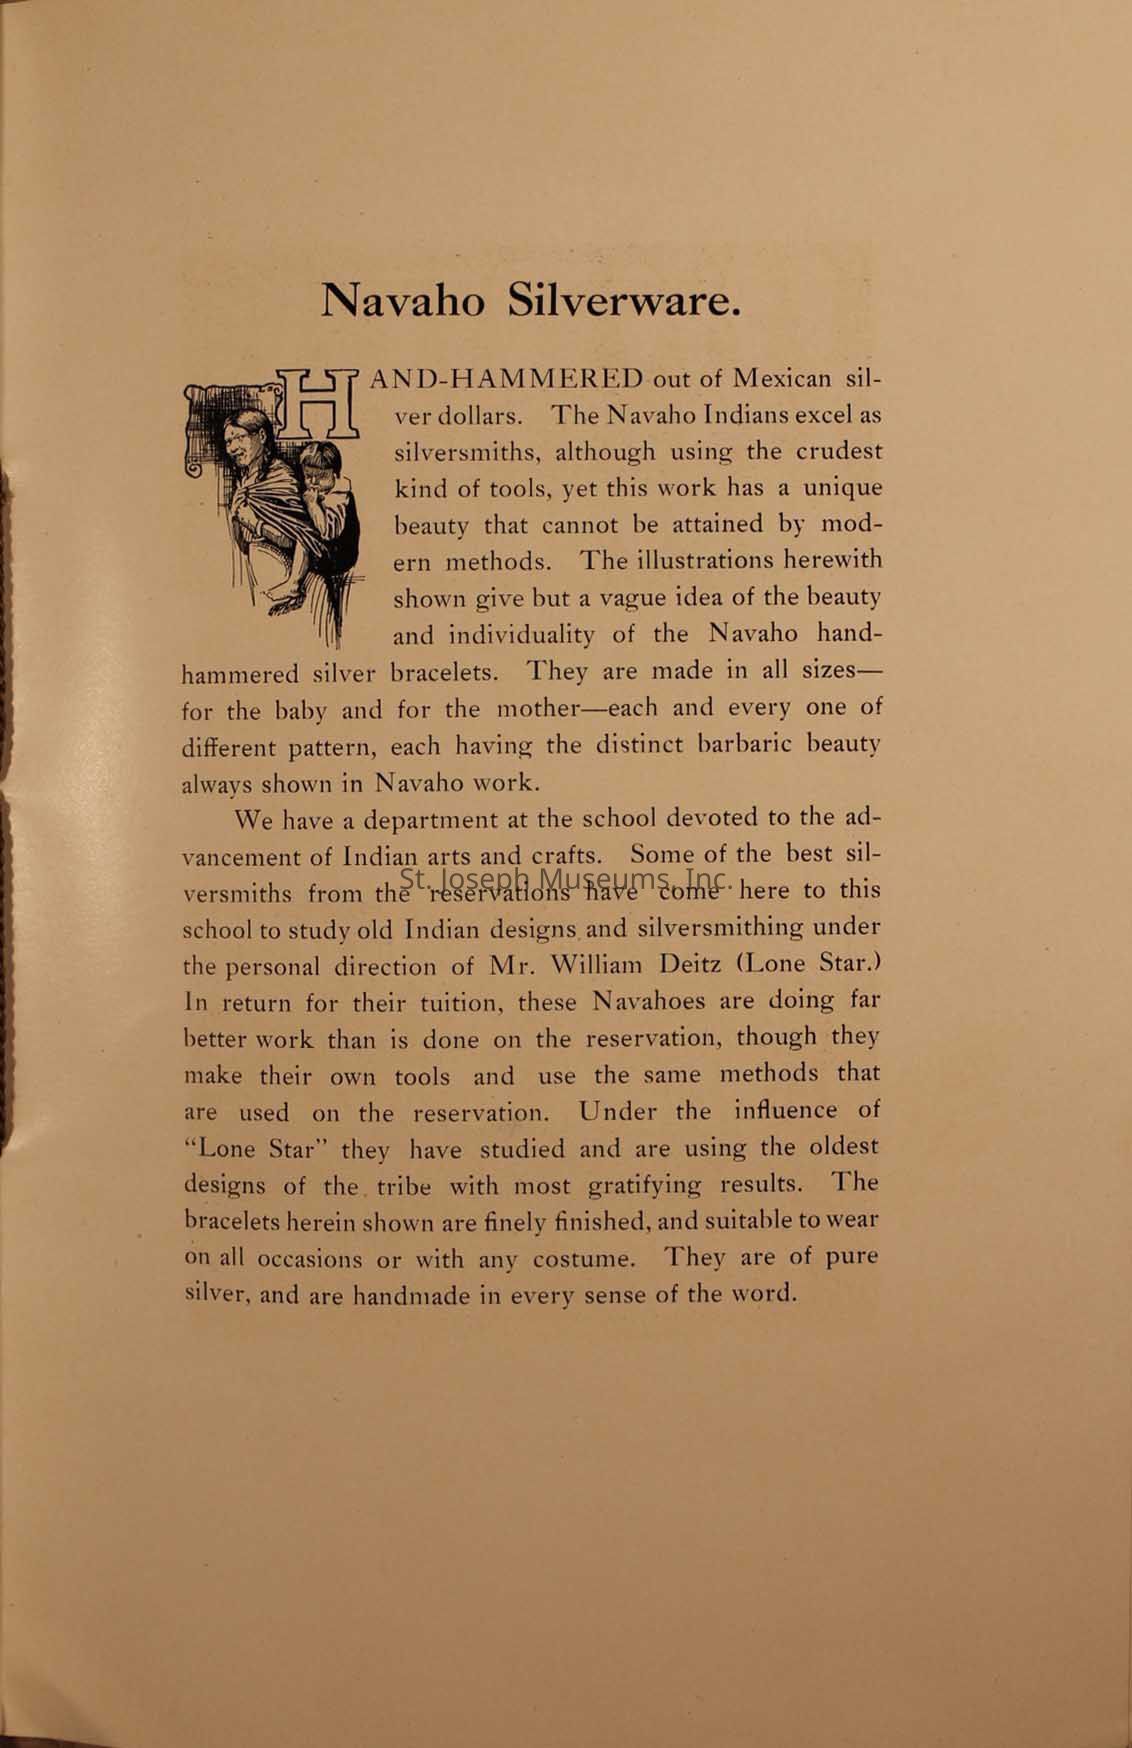 Navaho Silverware.
HAND-HAMMERED out of Mexican sil-
ver dollars. The Navaho Indians excel as
silversmiths, although using the crudest
kind of tools, yet this work has a unique
beauty that cannot be attained by mod-
ern methods. The illustrations herewith
shown give but a vague idea of the beauty
and individuality of the Navaho hand-
hammered silver bracelets. They are made in all sizes—
for the baby and for the mother—each and every one of
different pattern, each having the distinct barbaric beauty
always shown in Navaho work.
We have a department at the school devoted to the ad-
vancement of Indian arts and crafts. Some of the best sil-
St. Joseph Museums, Inc.
versmiths from the reservations have come here to this
school to study old Indian designs and silversmithing under
the personal direction of Mr. William Deitz (Lone Star.)
In return for their tuition, these Navahoes are doing far
better work than is done on the reservation, though they
make their own tools and use the same methods that
are used on the reservation. Under the influence of
“Lone Star” they have studied and are using the oldest
designs of the tribe with most gratifying results. The
bracelets herein shown are finely finished, and suitable to wear
on all occasions or with any costume. They are of pure
silver, and are handmade in every sense of the word.